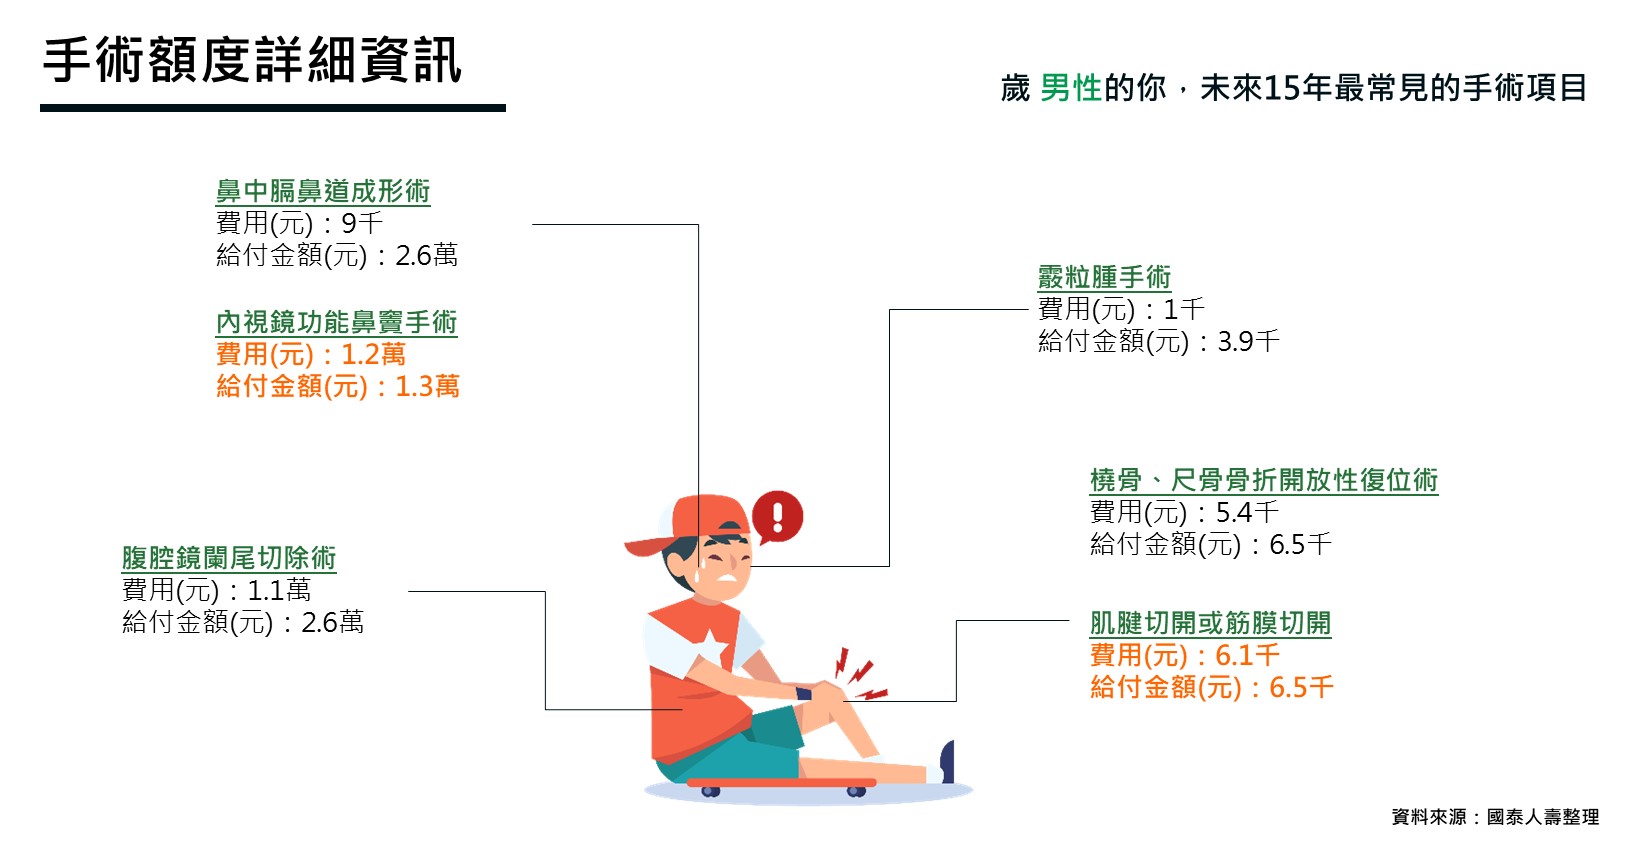 手術額度詳細資訊
歲 男性的你，未來15年最常見的手術項目
鼻中膈鼻道成形術
費用(元)：9千
給付金額(元)：2.6萬
內視鏡功能鼻竇手術
費用(元)：1.2萬
給付金額(元)：1.3萬
霰粒腫手術
費用(元)：1千
給付金額(元)：3.9千
橈骨、尺骨骨折開放性復位術
費用(元)：5.4千
給付金額(元)：6.5千
腹腔鏡闌尾切除術
費用(元)：1.1萬
給付金額(元)：2.6萬
肌腱切開或筋膜切開
費用(元)：6.1千
給付金額(元)：6.5千
資料來源：國泰人壽整理